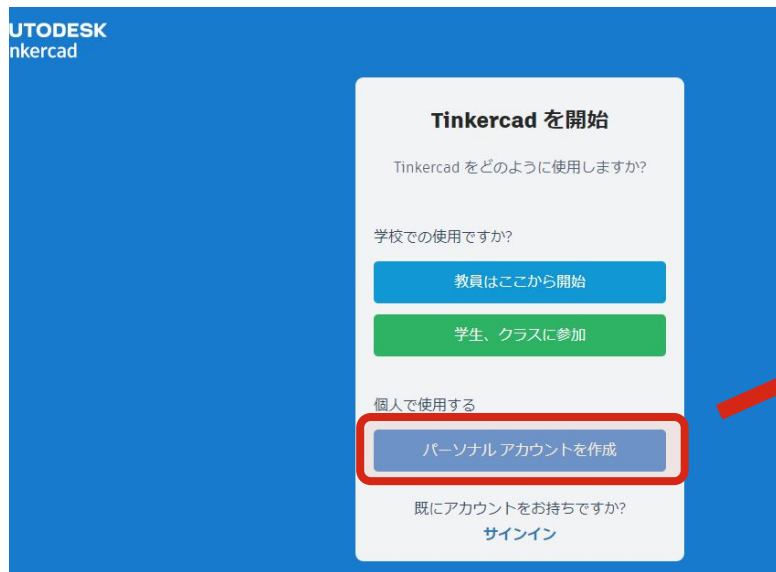 UTODESK
nkercad
Tinkercad を開始
Tinkercad をどのように使用しますか?
学校での使用ですか?
教員はここから開始
学生、クラスに参加
個人で使用する
パーソナル アカウントを作成
既にアカウントをお持ちですか?
サインイン